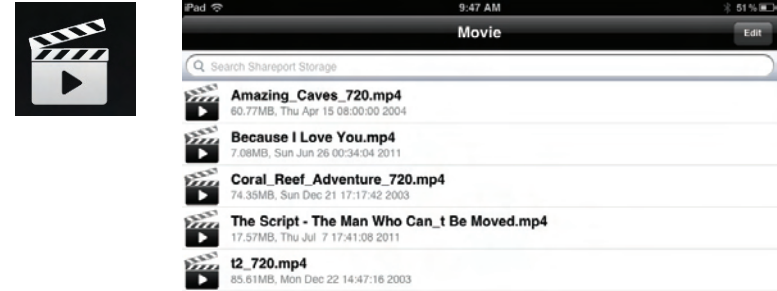 iPad 9:47 AM 51%
Movie Edit
Search Shareport Storage
Amazing_Caves_720.mp4
60.77MB, Thu Apr 15 08:00:00 2004
Because I Love You.mp4
7.08MB, Sun Jun 26 00:34:04 2011
Coral_Reef_Adventure_720.mp4
74.35MB, Sun Dec 21 17:17:42 2003
The Script - The Man Who Can_t Be Moved.mp4
17.57MB, Thu Jul 7 17:41:08 2011
t2_720.mp4
85.61MB, Mon Dec 22 14:47:16 2003